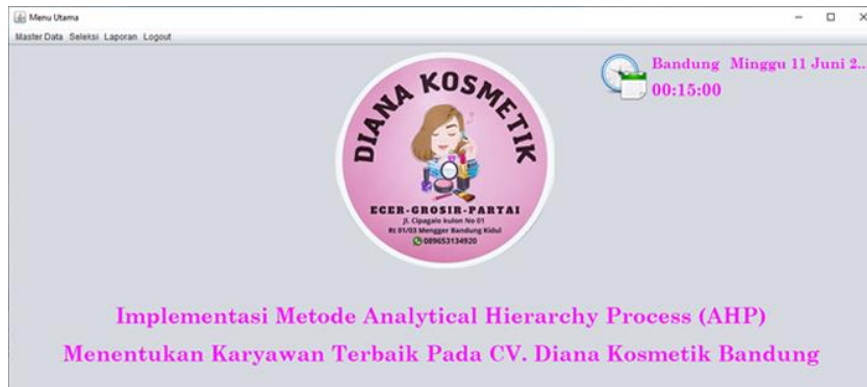 Menu Utama
Master Data Seleksi Laporan Logout
Bandung Minggu 11 Juni 2...
00:15:00
DIANA KOSMETIK
ECER-GROSIR-PARTAI
Jl. Cipagalo kulon No 01
Rt 01/03 Mengger Bandung Kidul
089653134920
Implementasi Metode Analytical Hierarchy Process (AHP)
Menentukan Karyawan Terbaik Pada CV. Diana Kosmetik Bandung